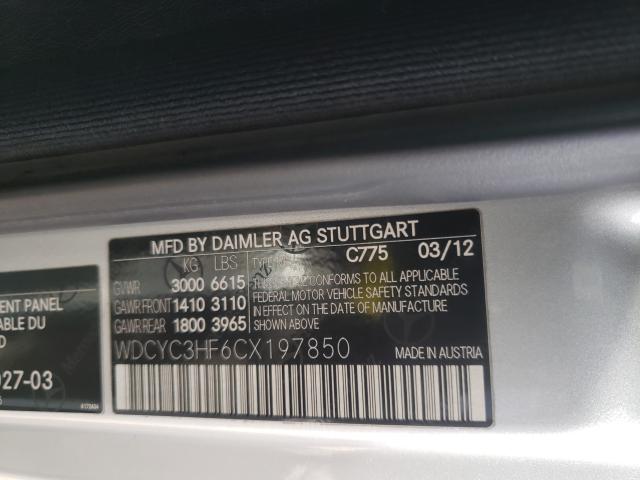 MFD BY DAIMLER AG STUTTGART
KG LBS C775 03/12
GVWR 3000 6615
GAWR FRONT 1410 3110 CONFORMS TO ALL APPLICABLE
GAWR REAR 1800 3965 FEDERAL MOTOR VEHICLE SAFETY STANDARDS
IN EFFECT ON THE DATE OF
MANUFACTURE SHOWN ABOVE.
WDCYC3HF6CX197850 MADE IN AUSTRIA
ENT PANEL
ABLE DU
D
027-03